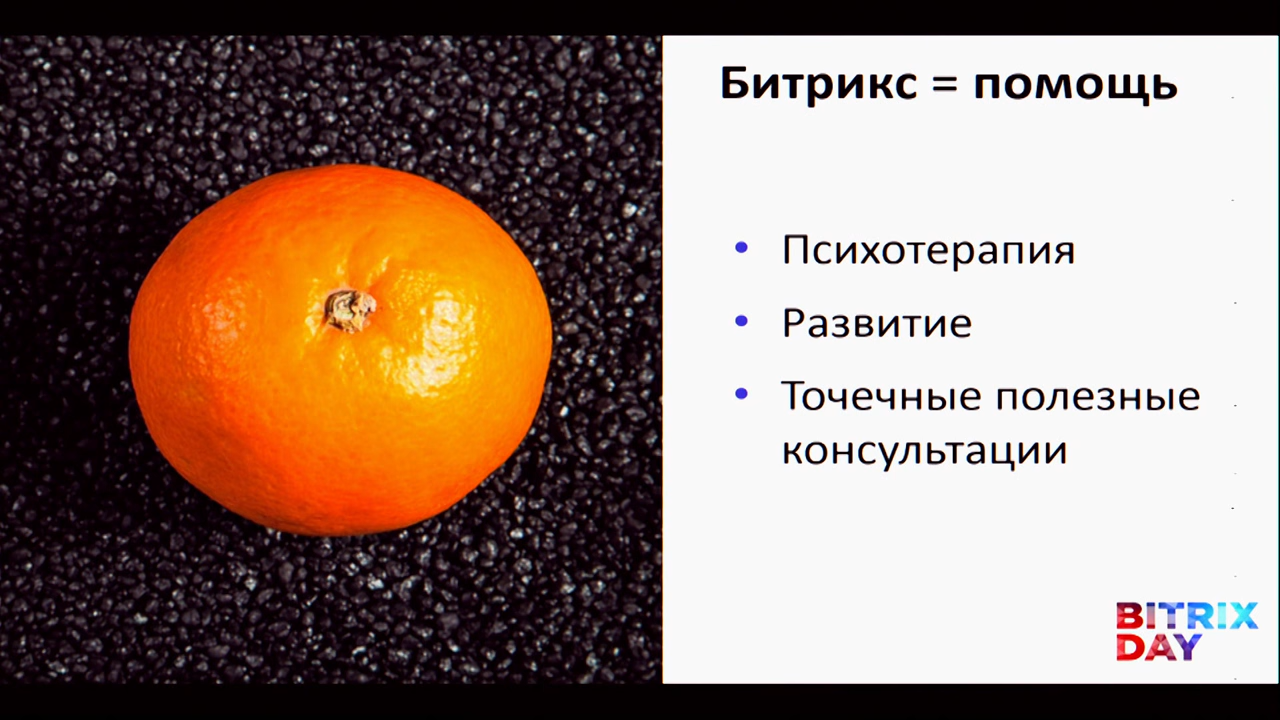 Битрикс = помощь
• Психотерапия
• Развитие
• Точечные полезные
консультации
BITRIX
DAY